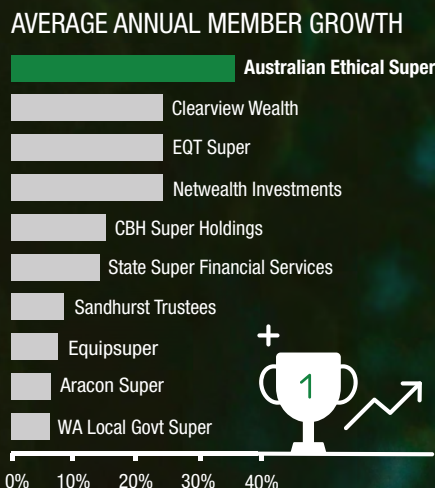 AVERAGE ANNUAL MEMBER GROWTH
Australian Ethical Super
Clearview Wealth
EQT Super
Netwealth Investments
CBH Super Holdings
State Super Financial Services
Sandhurst Trustees
Equipsuper
Aracon Super
WA Local Govt Super
1
0% 10% 20% 30% 40%